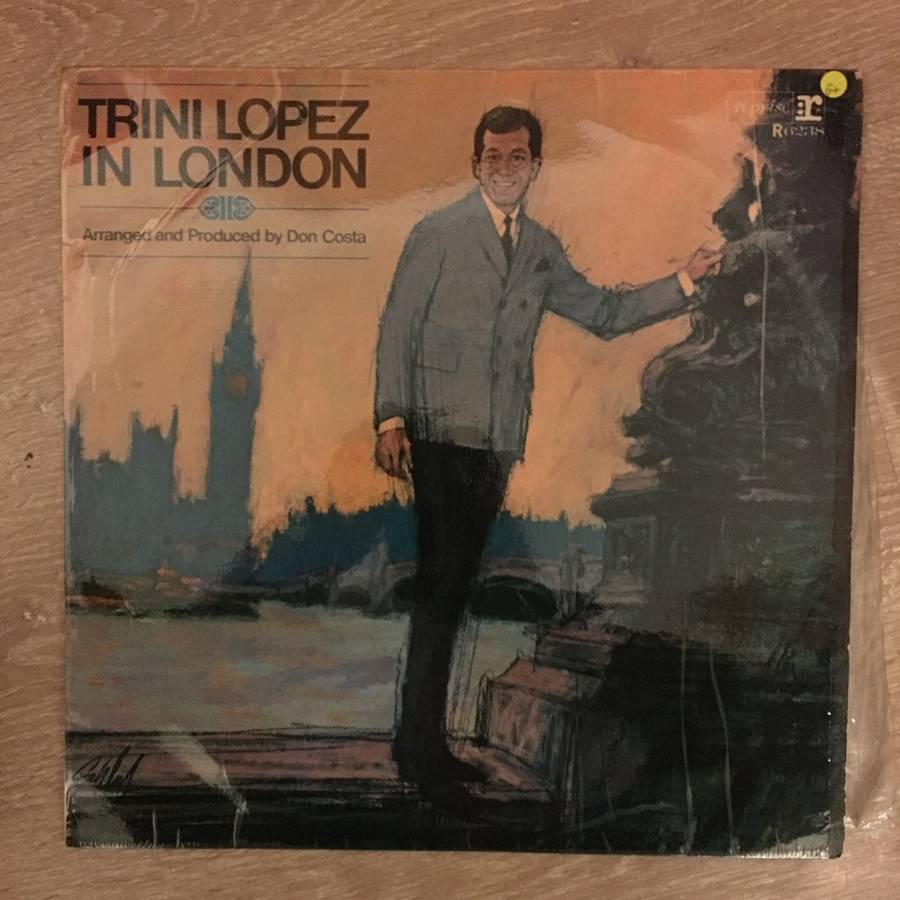 TRINI LOPEZ
IN LONDON
Arranged and Produced by Don Costa
reprise r
R6238
G+